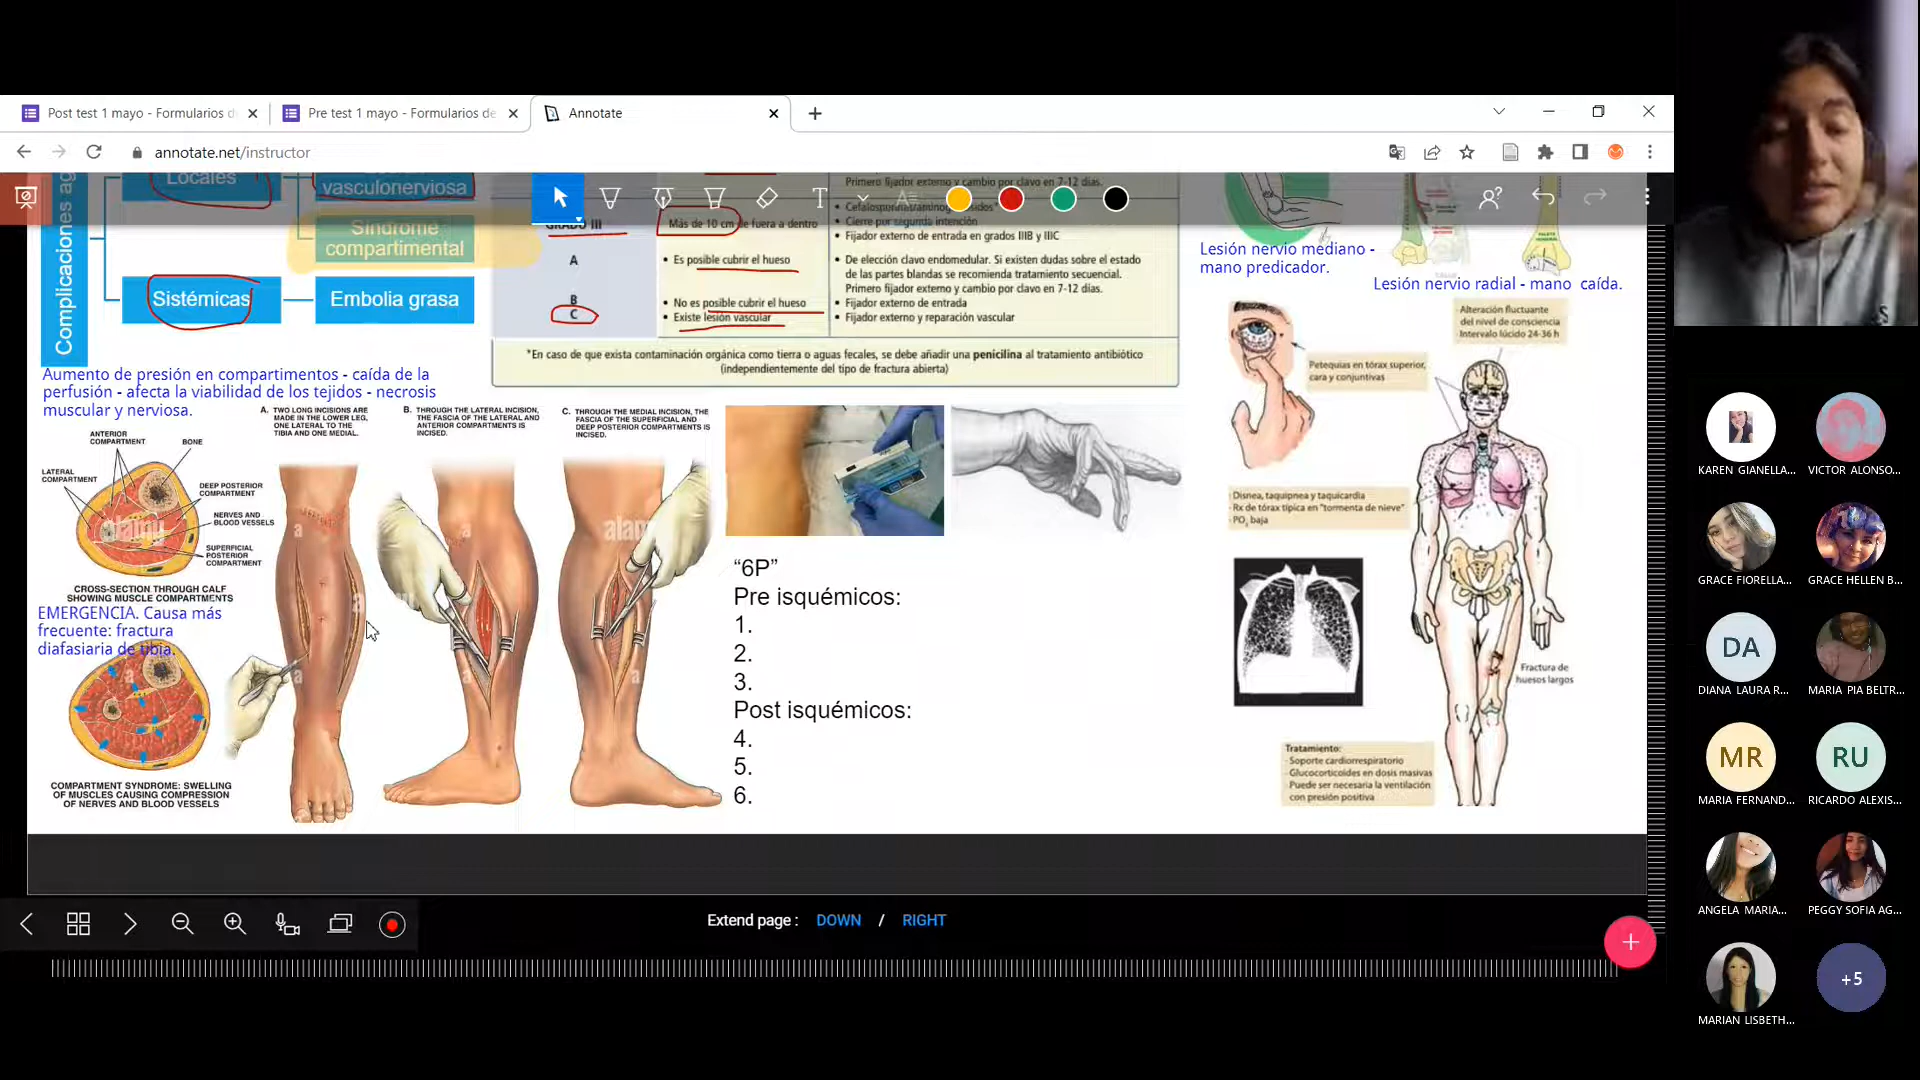 Post test 1 mayo - Formularios d
Pre test 1 mayo - Formularios de
Annotate
annotate.net/instructor
Complicaciones ag
Locales
vasculonerviosa
Síndrome
compartimental
Sistémicas
Embolia grasa
Primero fijador externo y cambio por clavo en 7-12 días.
GRADO III
Más de 10 cm de fuera a dentro
• Cierre por segunda intención
• Fijador externo de entrada en grados IIIB y IIIC
A
• Es posible cubrir el hueso
• De elección clavo endomedular. Si existen dudas sobre el estado
de las partes blandas se recomienda tratamiento secuencial.
Primero fijador externo y cambio por clavo en 7-12 días.
B
• No es posible cubrir el hueso
• Fijador externo de entrada
C
• Existe lesión vascular
• Fijador externo y reparación vascular
*En caso de que exista contaminación orgánica como tierra o aguas fecales, se debe añadir una penicilina al tratamiento antibiótico
(independientemente del tipo de fractura abierta)
Aumento de presión en compartimentos - caída de la
perfusión - afecta la viabilidad de los tejidos - necrosis
muscular y nerviosa.
A. TWO LONG INCISIONS ARE
MADE IN THE LOWER LEG,
ONE LATERAL TO THE
TIBIA AND ONE MEDIAL.
B. THROUGH THE LATERAL INCISION,
THE FASCIA OF THE LATERAL AND
ANTERIOR COMPARTMENTS IS
INCISED.
C. THROUGH THE MEDIAL INCISION, THE
FASCIA OF THE SUPERFICIAL AND
DEEP POSTERIOR COMPARTMENTS IS
INCISED.
ANTERIOR
COMPARTMENT
BONE
LATERAL
COMPARTMENT
DEEP POSTERIOR
COMPARTMENT
NERVES AND
BLOOD VESSELS
SUPERFICIAL
POSTERIOR
COMPARTMENT
CROSS-SECTION THROUGH CALF
SHOWING MUSCLE COMPARTMENTS
EMERGENCIA. Causa más
frecuente: fractura
diafasiaria de tibia.
COMPARTMENT SYNDROME: SWELLING
OF MUSCLES CAUSING COMPRESSION
OF NERVES AND BLOOD VESSELS
alamy
a
"6P"
Pre isquémicos:
1.
2.
3.
Post isquémicos:
4.
5.
6.
Lesión nervio mediano -
mano predicador.
Lesión nervio radial - mano caída.
Alteración fluctuante
del nivel de consciencia
Intervalo lúcido 24-36 h
Petequias en tórax superior,
cara y conjuntivas
· Disnea, taquipnea y taquicardia
· Rx de tórax típica en "tormenta de nieve"
· PO₂ baja
Fractura de
huesos largos
Tratamiento:
· Soporte cardiorrespiratorio
· Glucocorticoides en dosis masivas
· Puede ser necesaria la ventilación
con presión positiva
Extend page : DOWN / RIGHT
KAREN GIANELLA...
VICTOR ALONSO...
GRACE FIORELLA...
GRACE HELLEN B...
DA
DIANA LAURA R...
MARIA PIA BELTR...
MR
MARIA FERNAND...
RU
RICARDO ALEXIS...
ANGELA MARIA...
PEGGY SOFIA AG...
MARIAN LISBETH...
+5